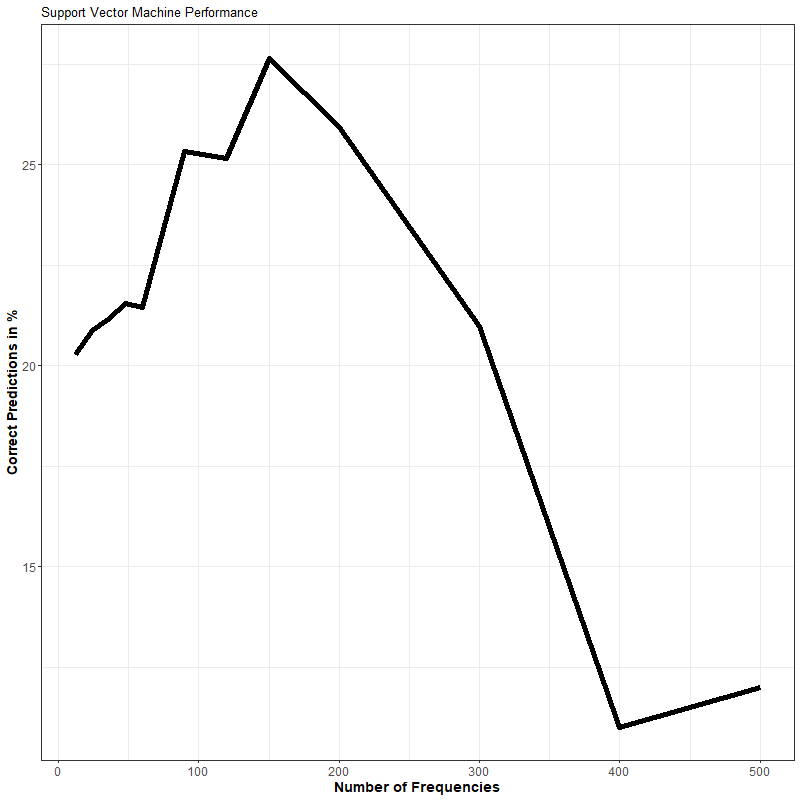 Support Vector Machine Performance
Correct Predictions in %
25
20
15
0 100 200 300 400 500
Number of Frequencies